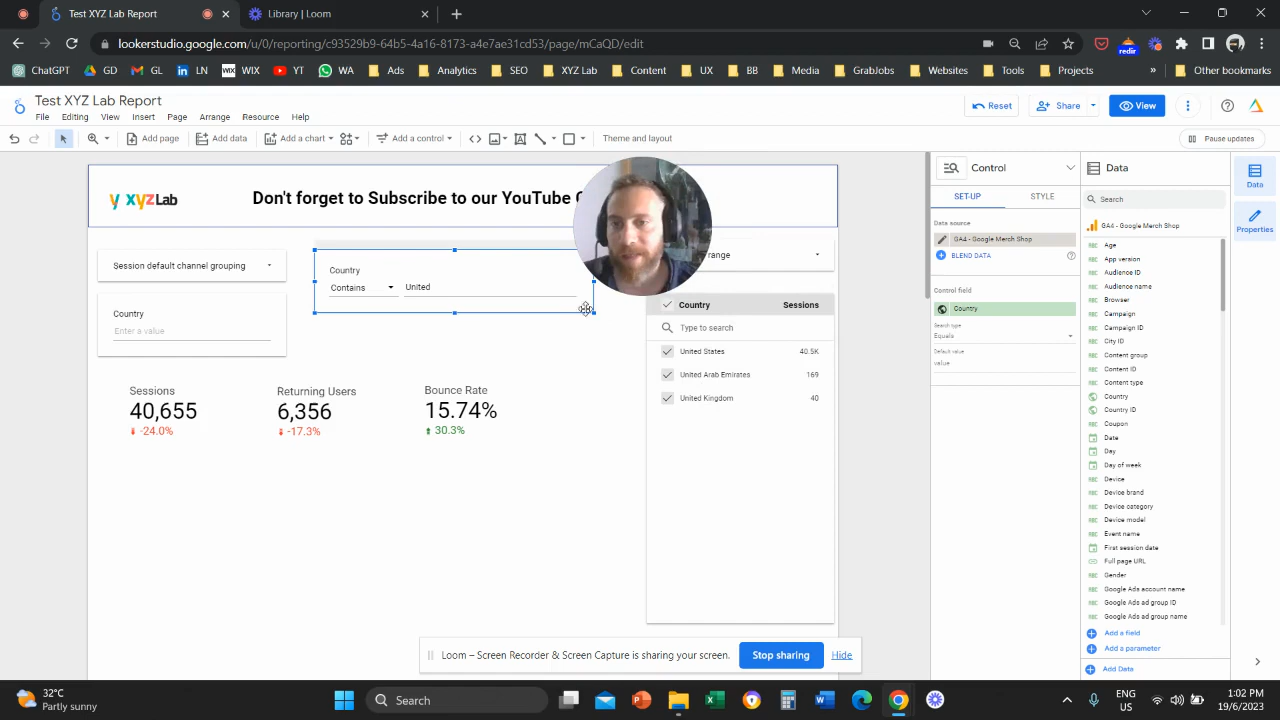 Test XYZ Lab Report
Library | Loom
lookerstudio.google.com/u/0/reporting/c93529b9-64b5-4a16-8173-a4e7ae31cd53/page/mCaQD/edit
redir
ChatGPT GD GL LN WIX YT WA Ads Analytics SEO XYZ Lab Content UX BB Media GrabJobs Websites Tools Projects » Other bookmarks
Test XYZ Lab Report
File Edit View Insert Page Arrange Resource Help
Reset Share View
Add page Add data Add a chart Add a control Theme and layout Pause updates
Control
Data
Data
Properties
SET-UP STYLE
Search
Data source
GA4 - Google Merch Shop
BLEND DATA
Control field
Country
Search type
Equals
Default value
value
GA4 - Google Merch Shop
Age
App version
Audience ID
Audience name
Browser
Campaign
Campaign ID
City ID
Content group
Content ID
Content type
Country
Country ID
Coupon
Date
Day
Day of week
Device
Device brand
Device category
Device model
Event name
First session date
Full page URL
Gender
Google Ads account name
Google Ads ad group ID
Google Ads ad group name
Add a field
Add a parameter
Add Data
xyzLab
Don't forget to Subscribe to our YouTube
Session default channel grouping
Country
Contains United
range
Country
Enter a value
Country Sessions
Type to search
United States 40.5K
United Arab Emirates 169
United Kingdom 40
Sessions
40,655
-24.0%
Returning Users
6,356
-17.3%
Bounce Rate
15.74%
30.3%
Loom – Screen Recorder & Screen Capture is sharing your screen. Stop sharing Hide
32°C
Partly sunny
Search
ENG
YC
1:02 PM
19/6/2023